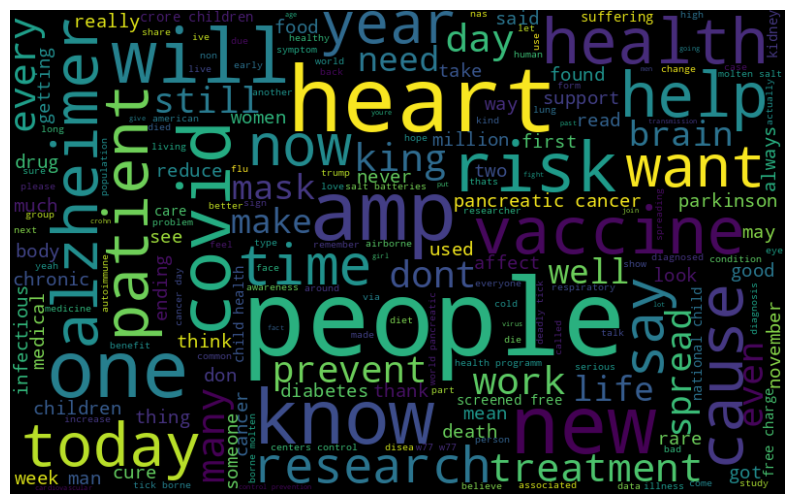 crone children
really
every
getting
alzheimer
will
still
drug
much
year
need
food
day
said
take
found
health
suffering
kidney
heart
help
risk
want
women
way
support
read
brain
always
now
king
million
first
two
patient
covid
reduce
mask
never
make
amp
pancreatic cancer
parkinson
vaccine
used
may
body
see
care
chronic
ending
time
dont
affect
well
look
good
infectious
medical
think
people
say
cause
even
november
one
don
prevent
diabetes
thank
work
life
spread
children
thing
many
someone
cancer
know
mean
death
new
rare
today
week
man
cure
research
treatment
got
free charge
national child
screened free
health programm
child health
molten salt
salt batteries
awareness
airborne
researcher
respiratory
deadly tick
world pancreatic
centers control
borne molten
tick borne
w77 w77
associated
believe
data
illness
come
study
bad
person
serious
talk
everyone
cold
called
die
diet
virus
fact
made
via
part
common
benefit
medicine
autoimmune
crohn
population
living
died
american
give
another
early
symptom
healthy
age
share
live
non
world
back
human
high
going
change
actually
transmission
form
lung
kind
hope
past
fight
youre
thats
trump
flu
better
sign
love
put
remember
around
girl
face
type
feel
problem
group
next
yeah
please
sure
long
increase
join
spreading
diagnosed
diagnosis
condition
eye
show
lot
disea
cancer day